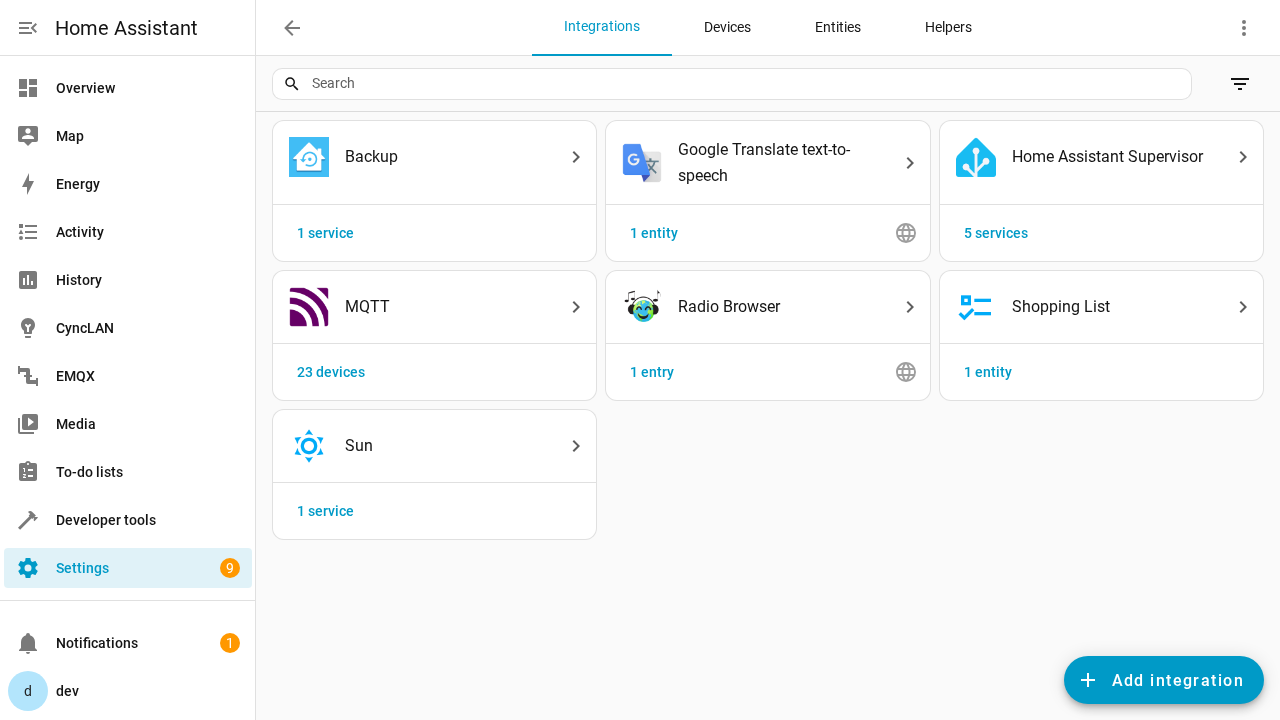 Home Assistant
Integrations
Devices
Entities
Helpers
Search
Overview
Map
Energy
Activity
History
CyncLAN
EMQX
Media
To-do lists
Developer tools
Settings
9
Notifications
1
d
dev
Backup
1 service
Google Translate text-to-
speech
1 entity
Home Assistant Supervisor
5 services
MQTT
23 devices
Radio Browser
1 entry
Shopping List
1 entity
Sun
1 service
Add integration